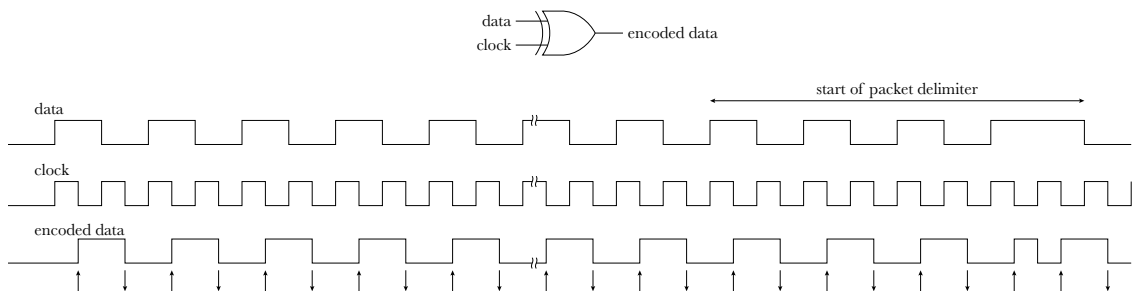 data
clock
encoded data
start of packet delimiter
data
clock
encoded data